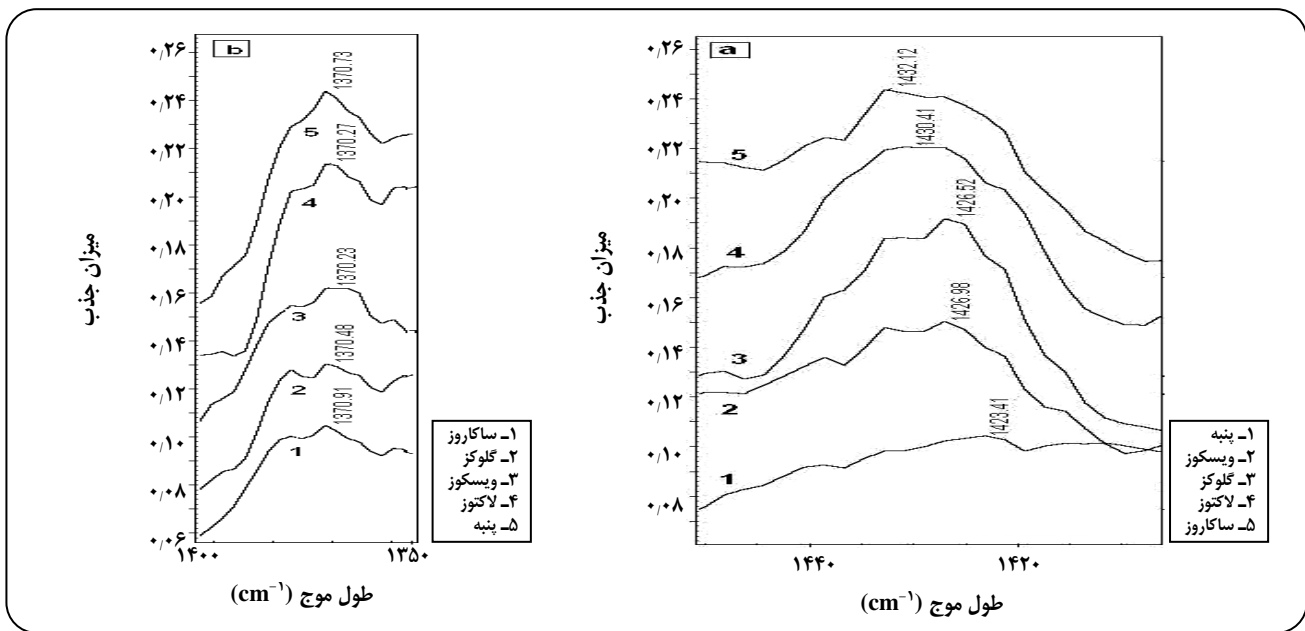 b
۰/۲۶
۰/۲۴
۰/۲۲
۰/۲۰
۰/۱۸
۰/۱۶
۰/۱۴
۰/۱۲
۰/۱۰
۰/۰۸
۰/۰۶
میزان جذب
1370.73
5
1370.27
4
1370.23
3
1370.48
2
1370.91
1
۱۴۰۰
۱۳۵۰
طول موج (cm⁻¹)
۱ـ ساکاروز
۲ـ گلوکز
۳ـ ویسکوز
۴ـ لاکتوز
۵ـ پنبه
a
۰/۲۶
۰/۲۴
۰/۲۲
۰/۲۰
۰/۱۸
۰/۱۶
۰/۱۴
۰/۱۲
۰/۱۰
۰/۰۸
میزان جذب
1432.12
5
1430.41
4
1426.52
3
1426.98
2
1423.41
1
۱۴۴۰
۱۴۲۰
طول موج (cm⁻¹)
۱ـ پنبه
۲ـ ویسکوز
۳ـ گلوکز
۴ـ لاکتوز
۵ـ ساکاروز